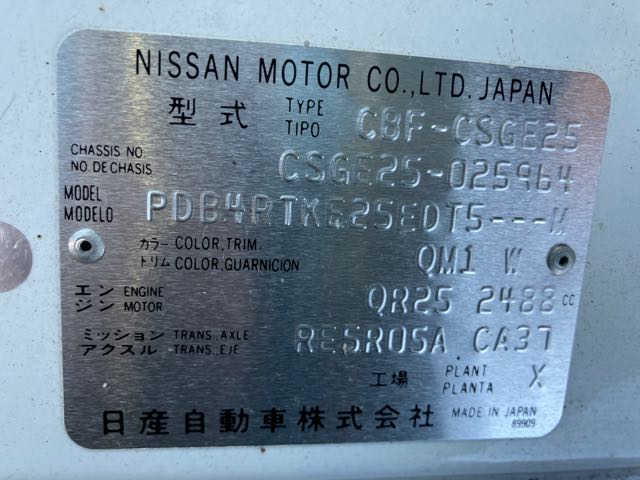 NISSAN MOTOR CO.,LTD. JAPAN
型式 TYPE TIPO CBF-CSGE25
CHASSIS NO. NO.DE CHASIS CSGE25-025964
MODEL MODELO PDB4RTKE25EDT5---M
カラー COLOR,TRIM. トリム COLOR,GUARNICION QM1 W
エンジン ENGINE MOTOR QR25 2488 CC
ミッション TRANS.,AXLE アクスル TRANS.,EJE RE5R05A CA37
工場 PLANT PLANTA X
日産自動車株式会社 MADE IN JAPAN
89909